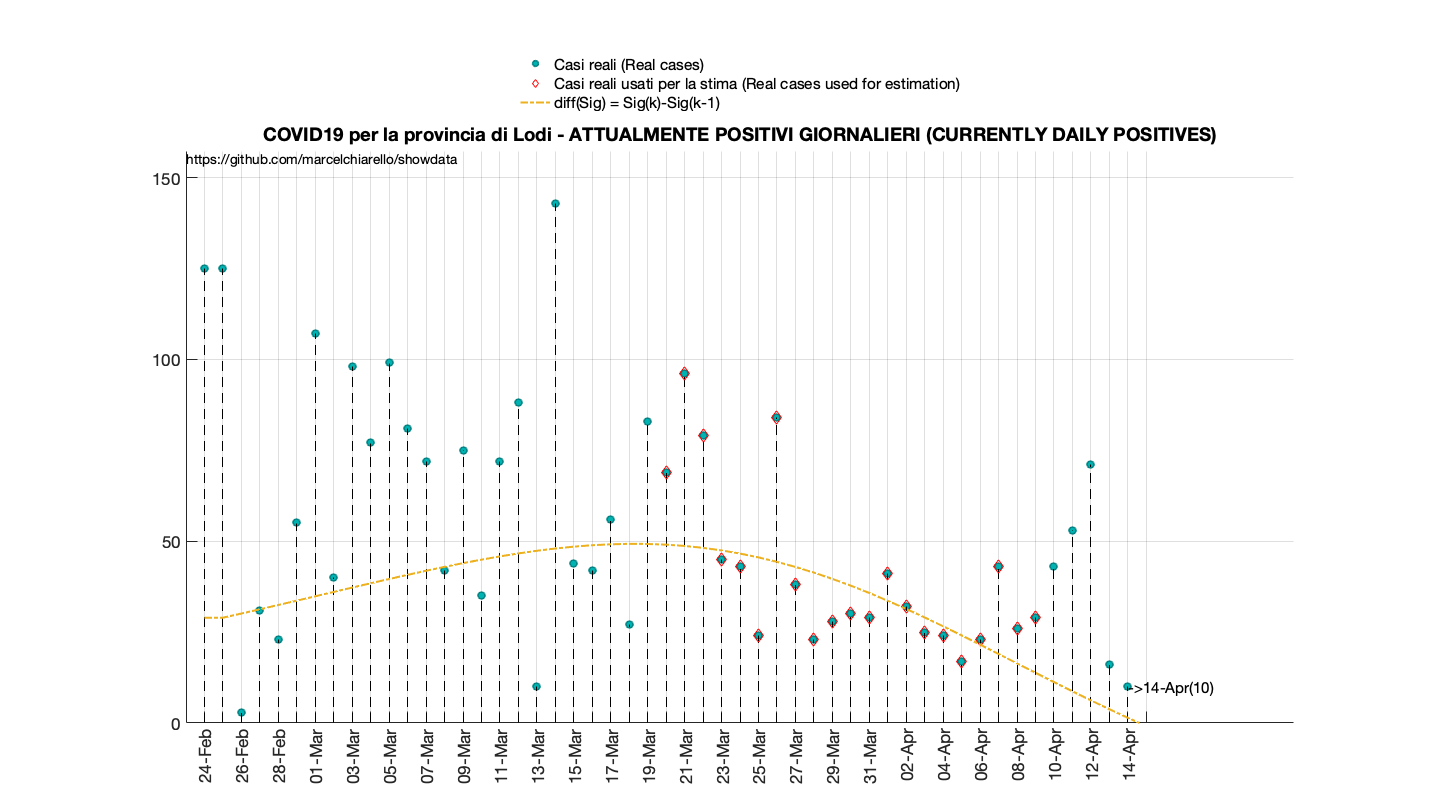 Casi reali (Real cases)
Casi reali usati per la stima (Real cases used for estimation)
diff(Sig) = Sig(k)-Sig(k-1)
COVID19 per la provincia di Lodi - ATTUALMENTE POSITIVI GIORNALIERI (CURRENTLY DAILY POSITIVES)
https://github.com/marcelchiarello/showdata
150
100
50
0
->14-Apr(10)
24-Feb
26-Feb
28-Feb
01-Mar
03-Mar
05-Mar
07-Mar
09-Mar
11-Mar
13-Mar
15-Mar
17-Mar
19-Mar
21-Mar
23-Mar
25-Mar
27-Mar
29-Mar
31-Mar
02-Apr
04-Apr
06-Apr
08-Apr
10-Apr
12-Apr
14-Apr